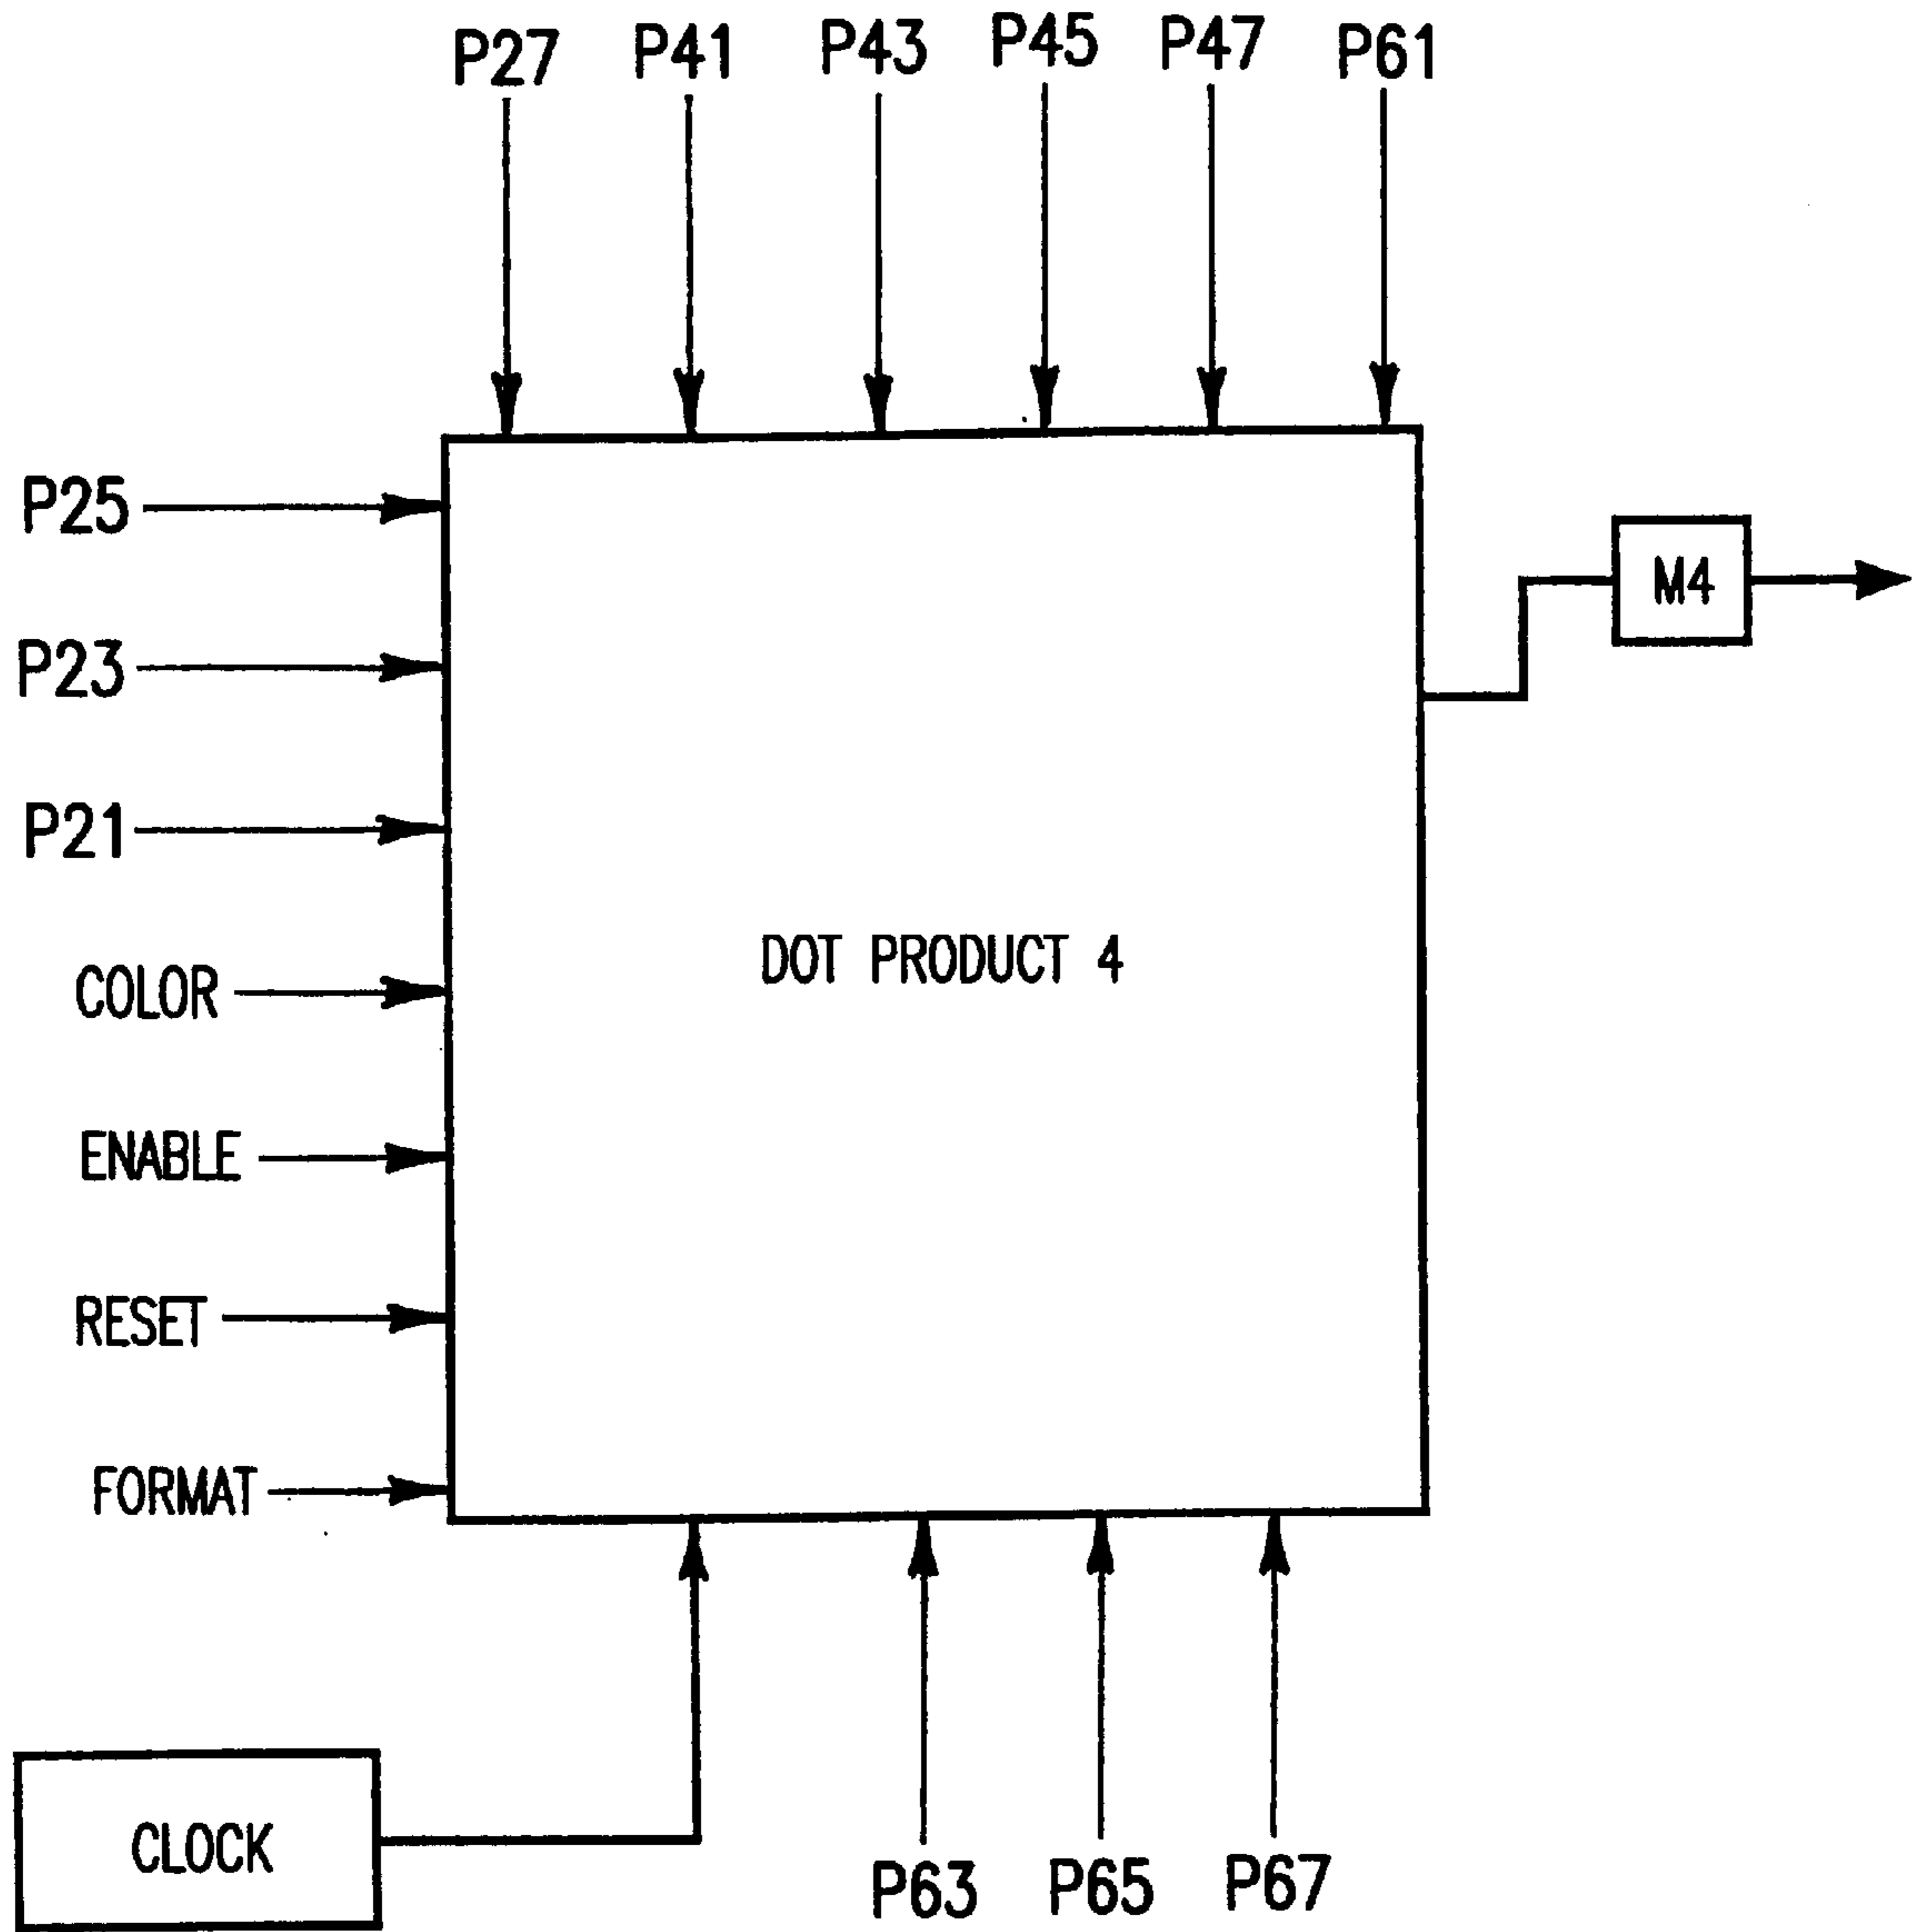 P27
P41
P43
P45
P47
P61
P25
M4
P23
P21
DOT PRODUCT 4
COLOR
ENABLE
RESET
FORMAT
CLOCK
P63
P65
P67